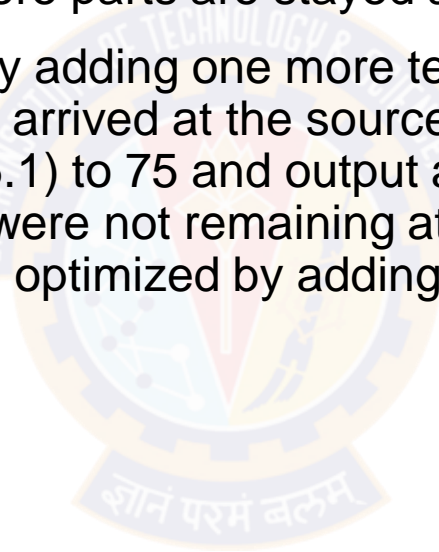 ore parts are stayed
y adding one more te
arrived at the source
.1) to 75 and output a
were not remaining at
optimized by adding
TECHNOLOGY &
ज्ञानं परमं बलम्